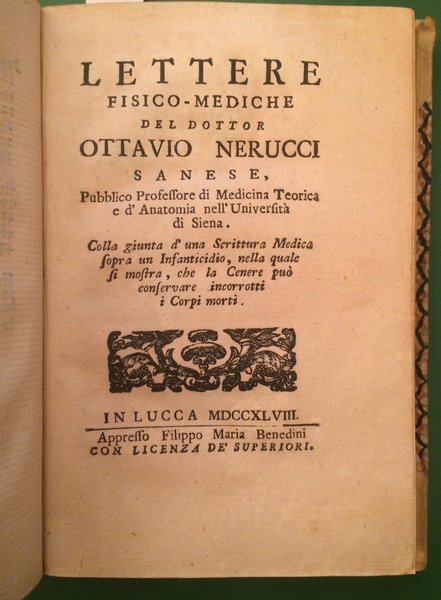 LETTERE
FISICO-MEDICHE
DEL DOTTOR
OTTAVIO NERUCCI
SANESE,
Pubblico Profeſſore di Medicina Teorica
e d' Anatomia nell' Univerſità
di Siena.
Colla giunta d' una Scrittura Medica
ſopra un Infanticidio, nella quale
ſi moſtra, che la Cenere può
conſervare incorrotti
i Corpi morti.
IN LUCCA MDCCXLVIII.
Appreſſo Filippo Maria Benedini
CON LICENZA DE' SUPERIORI.